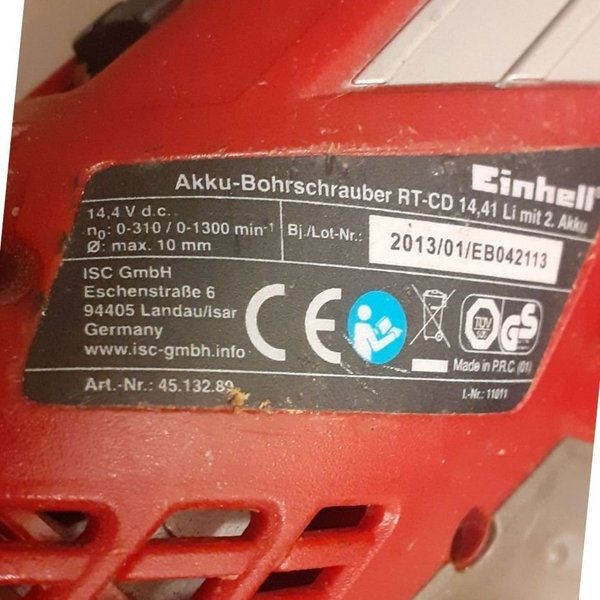 Einhell®
Akku-Bohrschrauber RT-CD 14,41 Li mit 2. Akku
14,4 V d.c.
n₀: 0-310 / 0-1300 min⁻¹
Ø: max. 10 mm
Bj./Lot-Nr.: 2013/01/EB042113
ISC GmbH
Eschenstraße 6
94405 Landau/isar
Germany
www.isc-gmbh.info
CE
TÜV
GS
Made in P.R.C (01)
Art.-Nr.: 45.132.89
I.-Nr.: 11011